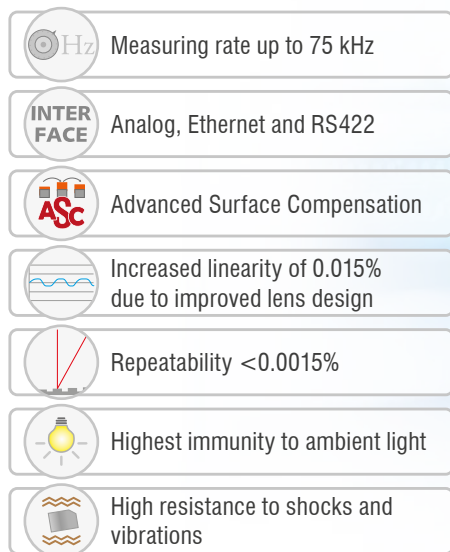 Hz
Measuring rate up to 75 kHz
INTER
FACE
Analog, Ethernet and RS422
ASC
Advanced Surface Compensation
Increased linearity of 0.015%
due to improved lens design
Repeatability <0.0015%
Highest immunity to ambient light
High resistance to shocks and
vibrations